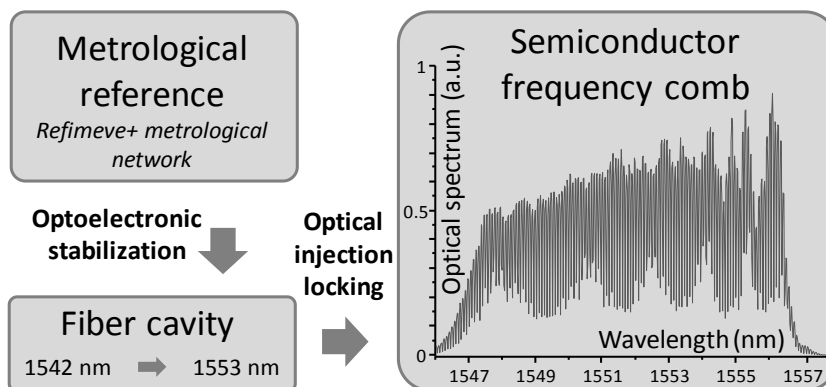 Metrological
reference
Refimeve+ metrological
network
Optoelectronic
stabilization
Fiber cavity
1542 nm
1553 nm
Optical
injection
locking
Semiconductor
frequency comb
Optical spectrum (a.u.)
1
0.5
0
Wavelength (nm)
1547
1549
1551
1553
1555
1557